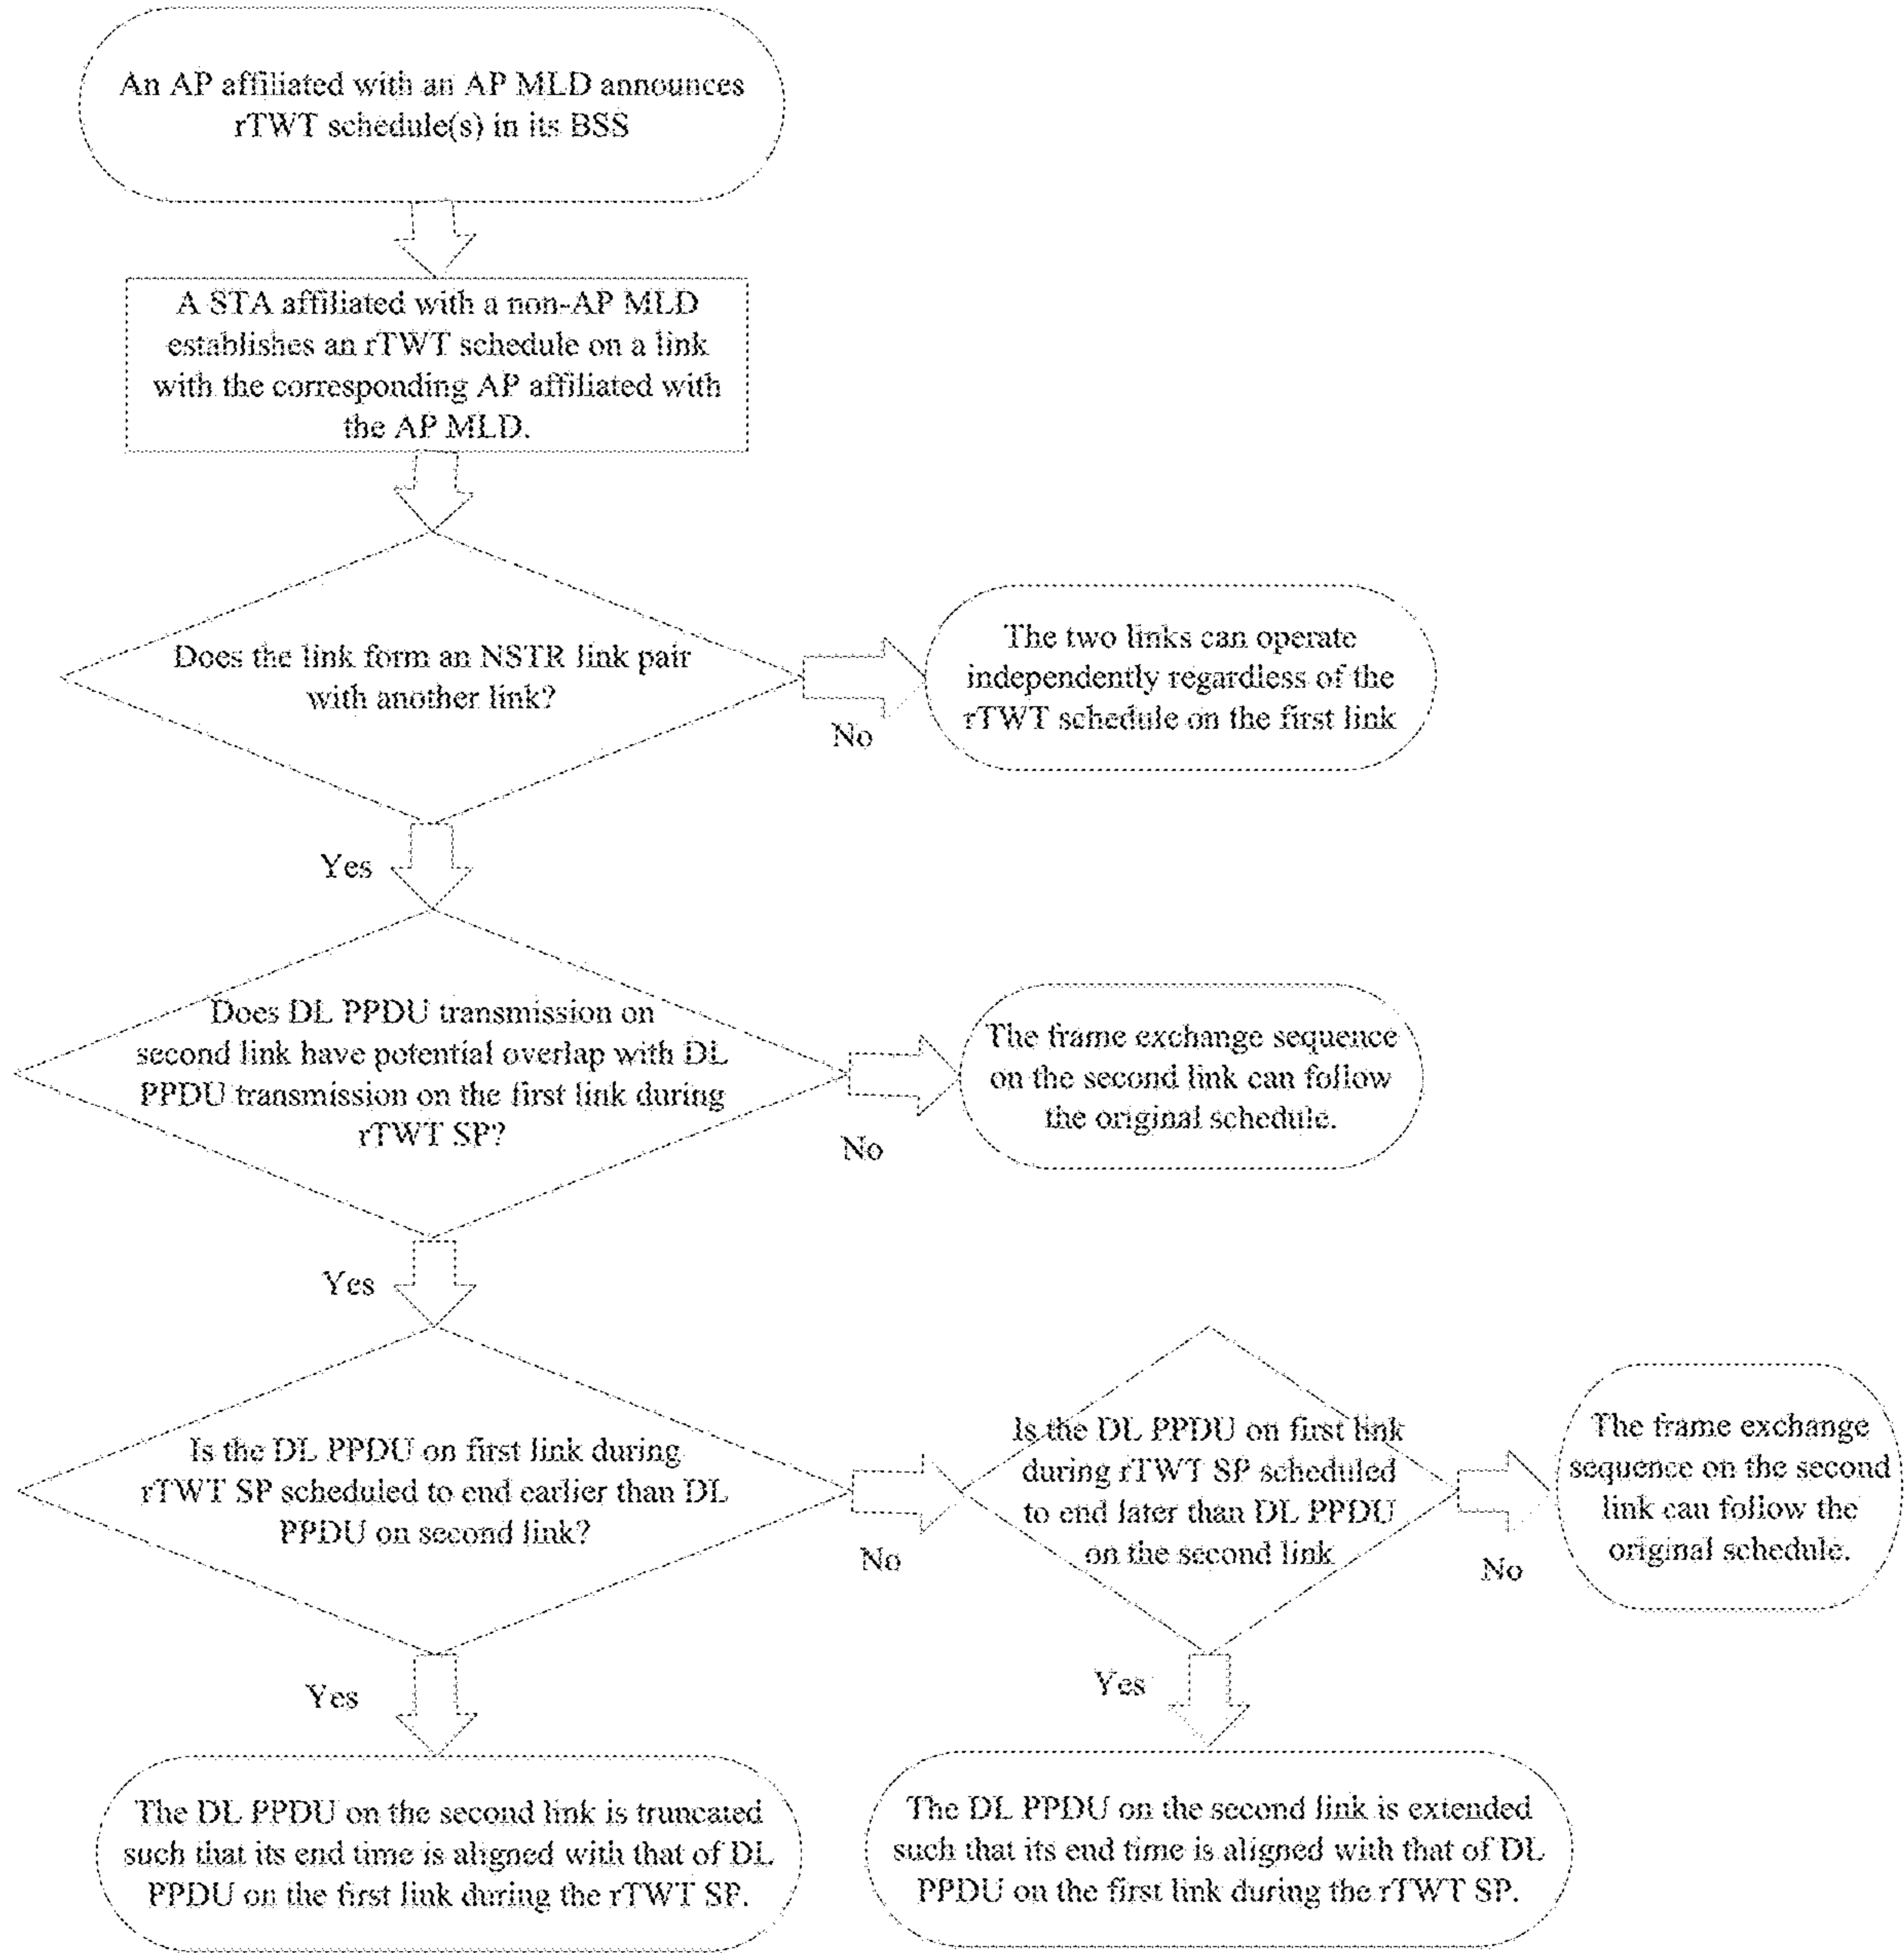 An AP affiliated with an AP MLD announces
rTWT schedule(s) in its BSS
A STA affiliated with a non-AP MLD
establishes an rTWT schedule on a link
with the corresponding AP affiliated with
the AP MLD.
Does the link form an NSTR link pair
with another link?
No
The two links can operate
independently regardless of the
rTWT schedule on the first link
Yes
Does DL PPDU transmission on
second link have potential overlap with DL
PPDU transmission on the first link during
rTWT SP?
No
The frame exchange sequence
on the second link can follow
the original schedule.
Yes
Is the DL PPDU on first link during
rTWT SP scheduled to end earlier than DL
PPDU on second link?
No
Is the DL PPDU on first link
during rTWT SP scheduled
to end later than DL PPDU
on the second link
No
The frame exchange
sequence on the second
link can follow the
original schedule.
Yes
The DL PPDU on the second link is truncated
such that its end time is aligned with that of DL
PPDU on the first link during the rTWT SP.
Yes
The DL PPDU on the second link is extended
such that its end time is aligned with that of DL
PPDU on the first link during the rTWT SP.